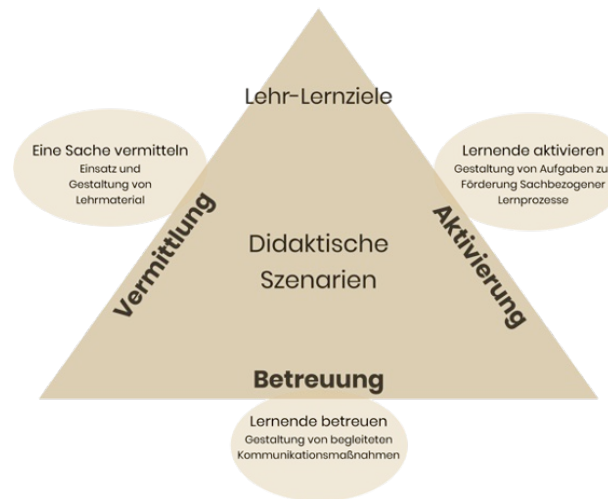 Lehr-Lernziele
Eine Sache vermitteln
Einsatz und
Gestaltung von
Lehrmaterial
Lernende aktivieren
Gestaltung von Aufgaben zu
Förderung Sachbezogener
Lernprozesse
Vermittlung
Aktivierung
Didaktische
Szenarien
Betreuung
Lernende betreuen
Gestaltung von begleiteten
Kommunikationsmaßnahmen